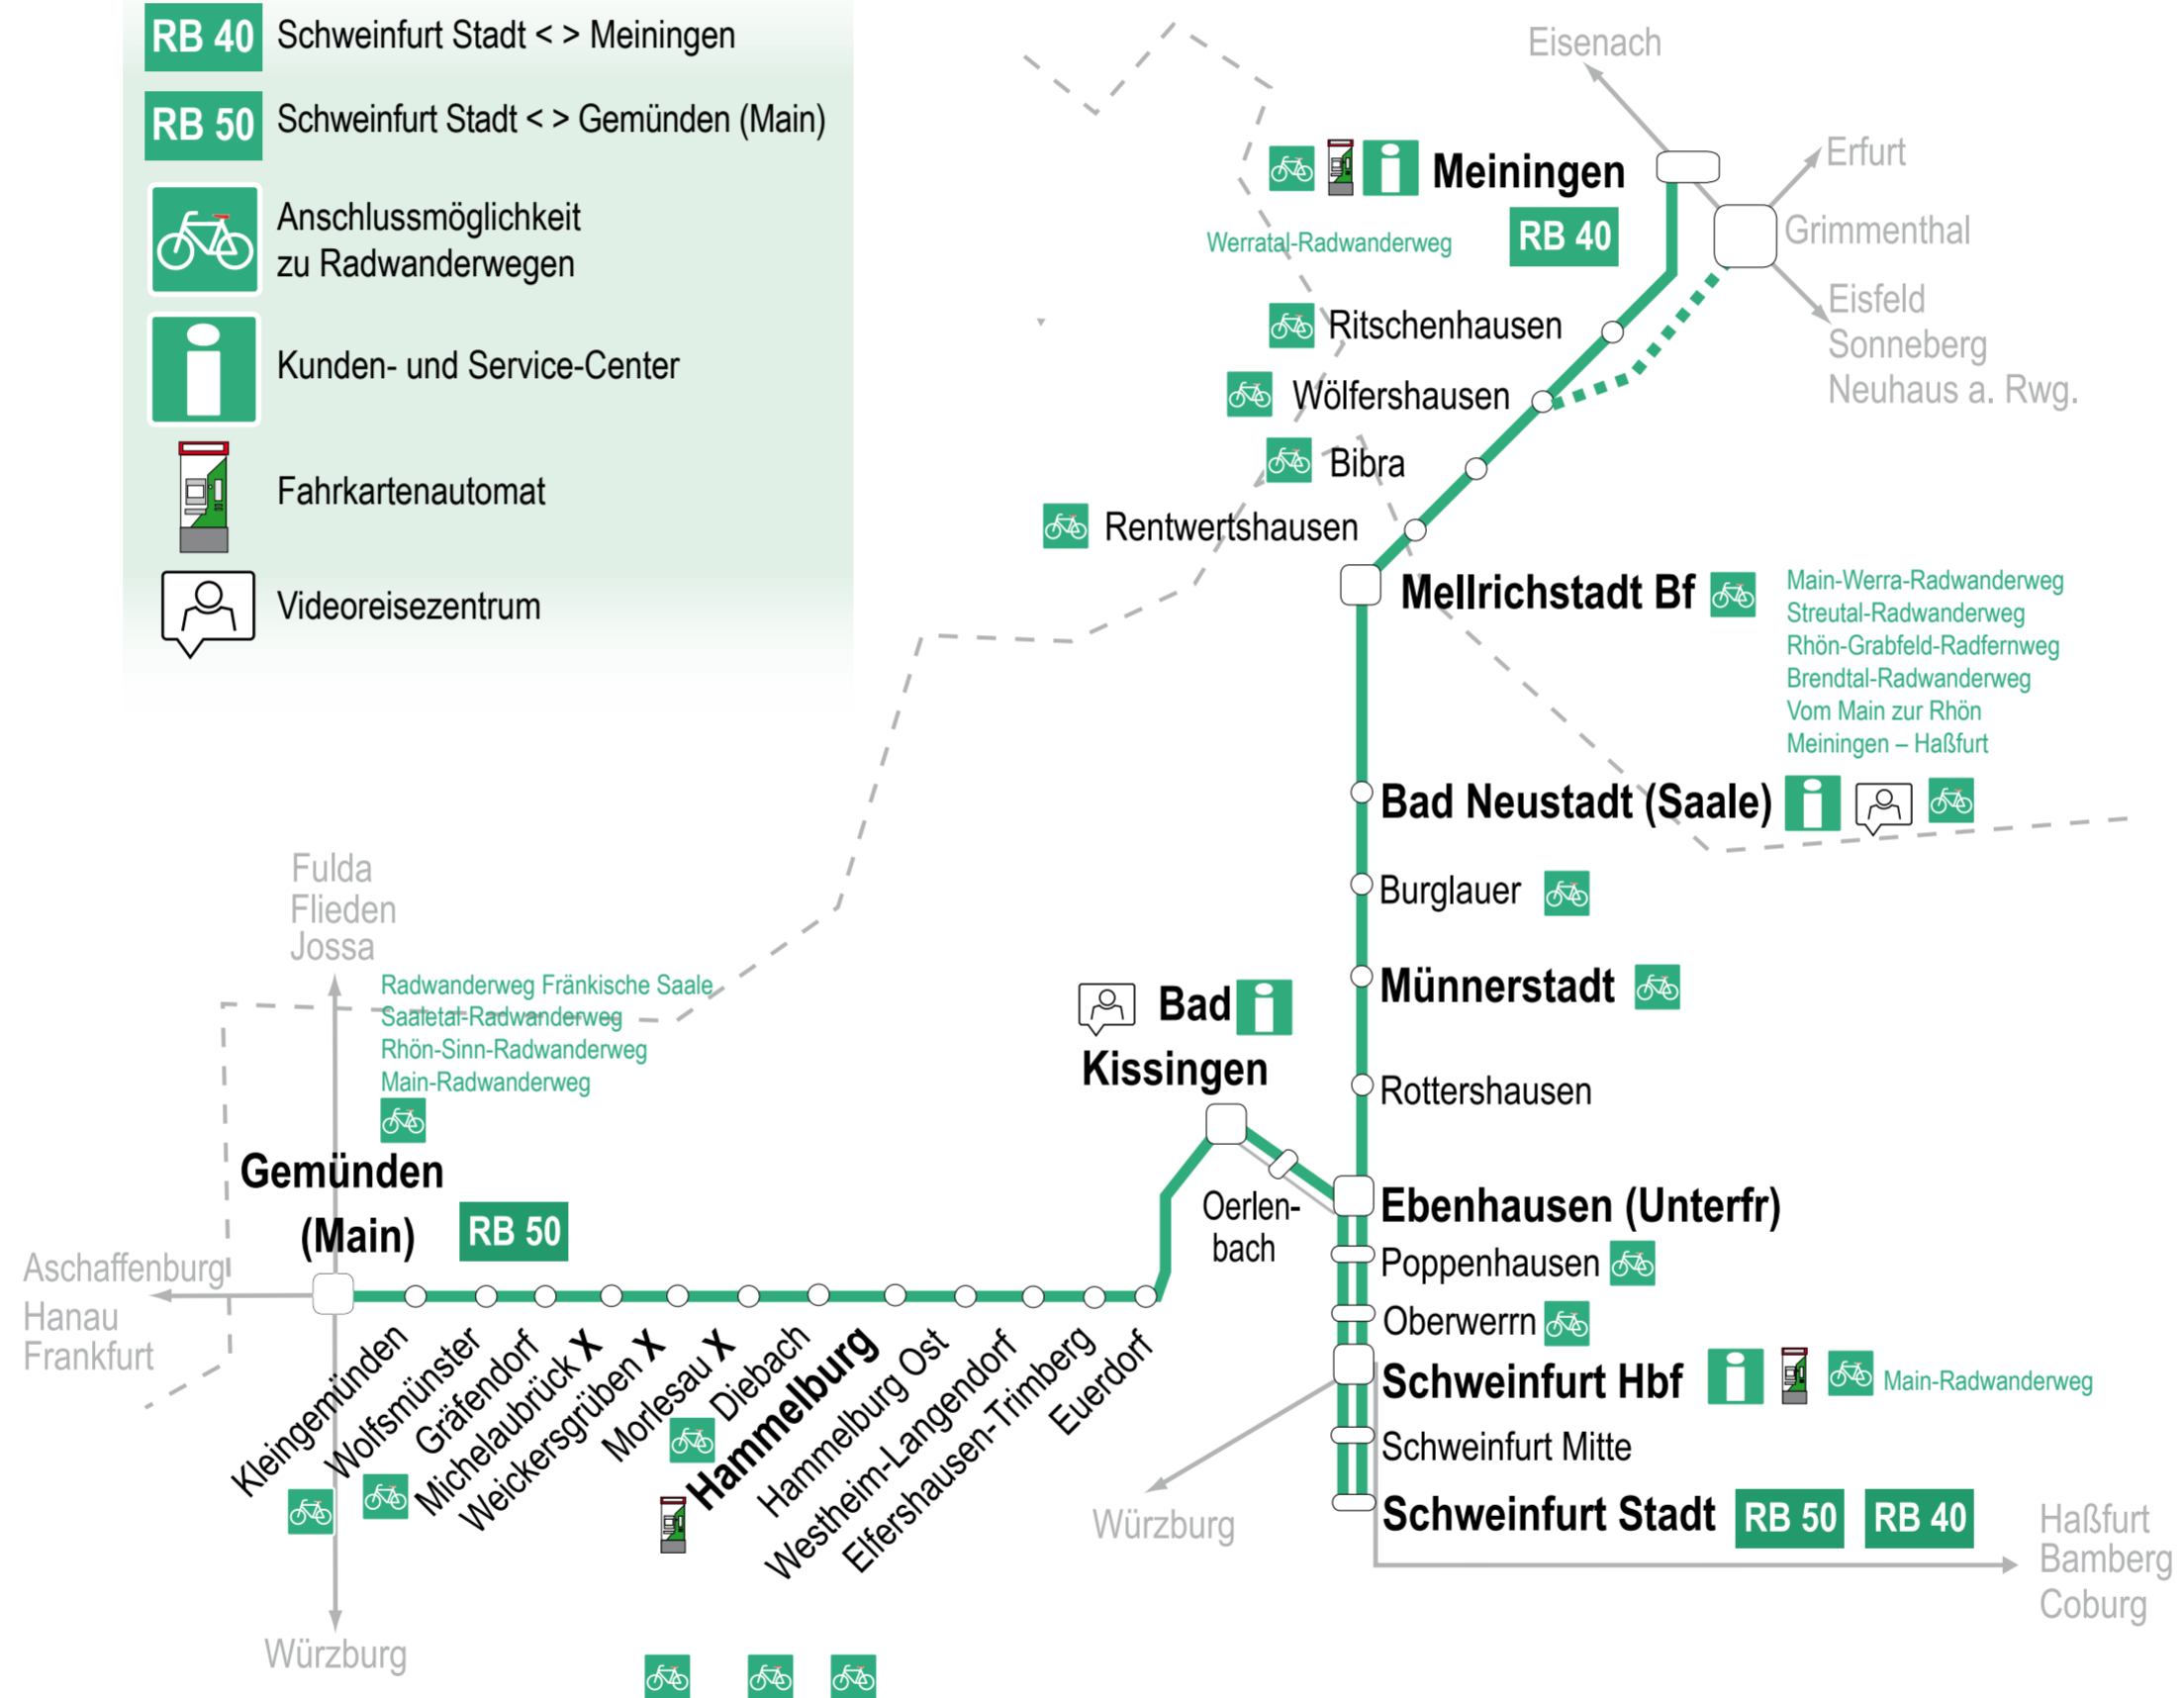 RB 40 Schweinfurt Stadt < > Meiningen
RB 50 Schweinfurt Stadt < > Gemünden (Main)
Anschlussmöglichkeit
zu Radwanderwegen
Kunden- und Service-Center
Fahrkartenautomat
Videoreisezentrum
Eisenach
Erfurt
Meiningen
Werratal-Radwanderweg
RB 40
Grimmenthal
Eisfeld
Sonneberg
Neuhaus a. Rwg.
Ritschenhausen
Wölfershausen
Bibra
Rentwertshausen
Mellrichstadt Bf
Main-Werra-Radwanderweg
Streutal-Radwanderweg
Rhön-Grabfeld-Radfernweg
Brendtal-Radwanderweg
Vom Main zur Rhön
Meiningen – Haßfurt
Bad Neustadt (Saale)
Burglauer
Münnerstadt
Rottershausen
Fulda
Flieden
Jossa
Radwanderweg Fränkische Saale
Saaletal-Radwanderweg
Rhön-Sinn-Radwanderweg
Main-Radwanderweg
Bad
Kissingen
Gemünden
(Main)
RB 50
Aschaffenburg
Hanau
Frankfurt
Oerlen-
bach
Ebenhausen (Unterfr)
Poppenhausen
Oberwerrn
Schweinfurt Hbf
Main-Radwanderweg
Schweinfurt Mitte
Schweinfurt Stadt RB 50 RB 40
Kleingemünden
Wolfsmünster
Gräfendorf
Michelaubrück X
Weickersgrüben X
Morlesau X
Diebach
Hammelburg
Hammelburg Ost
Westheim-Langendorf
Elfershausen-Trimberg
Euerdorf
Würzburg
Würzburg
Haßfurt
Bamberg
Coburg